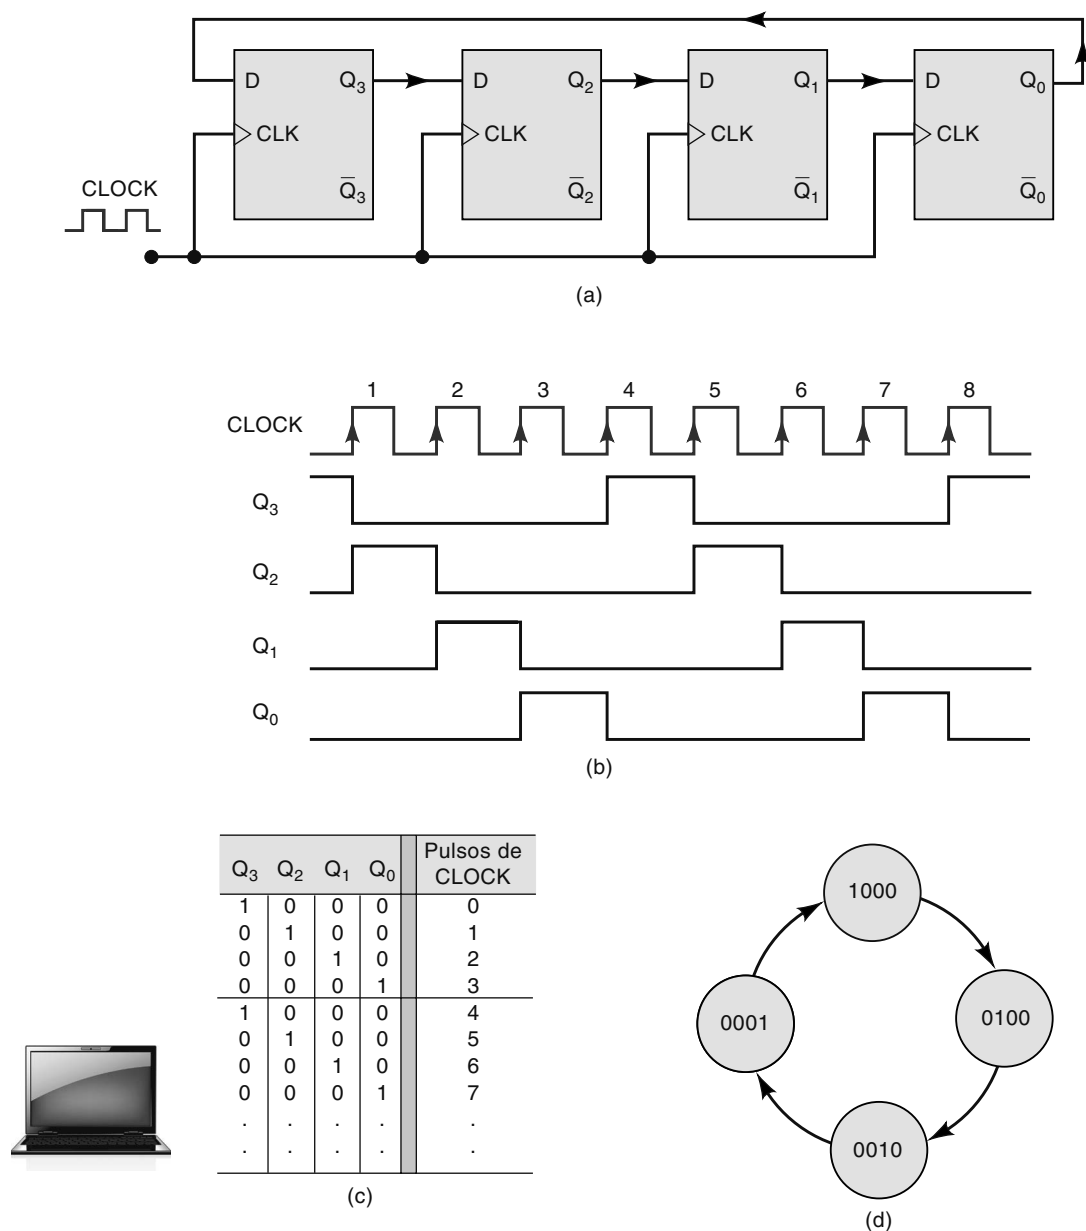 D Q3 D Q2 D Q1 D Q0
CLK CLK CLK CLK
Q̅3 Q̅2 Q̅1 Q̅0
CLOCK
(a)
1 2 3 4 5 6 7 8
CLOCK
Q3
Q2
Q1
Q0
(b)
Q3 Q2 Q1 Q0 Pulsos de CLOCK
1 0 0 0 0
0 1 0 0 1
0 0 1 0 2
0 0 0 1 3
1 0 0 0 4
0 1 0 0 5
0 0 1 0 6
0 0 0 1 7
. . . . .
. . . . .
(c)
1000
0100
0010
0001
(d)